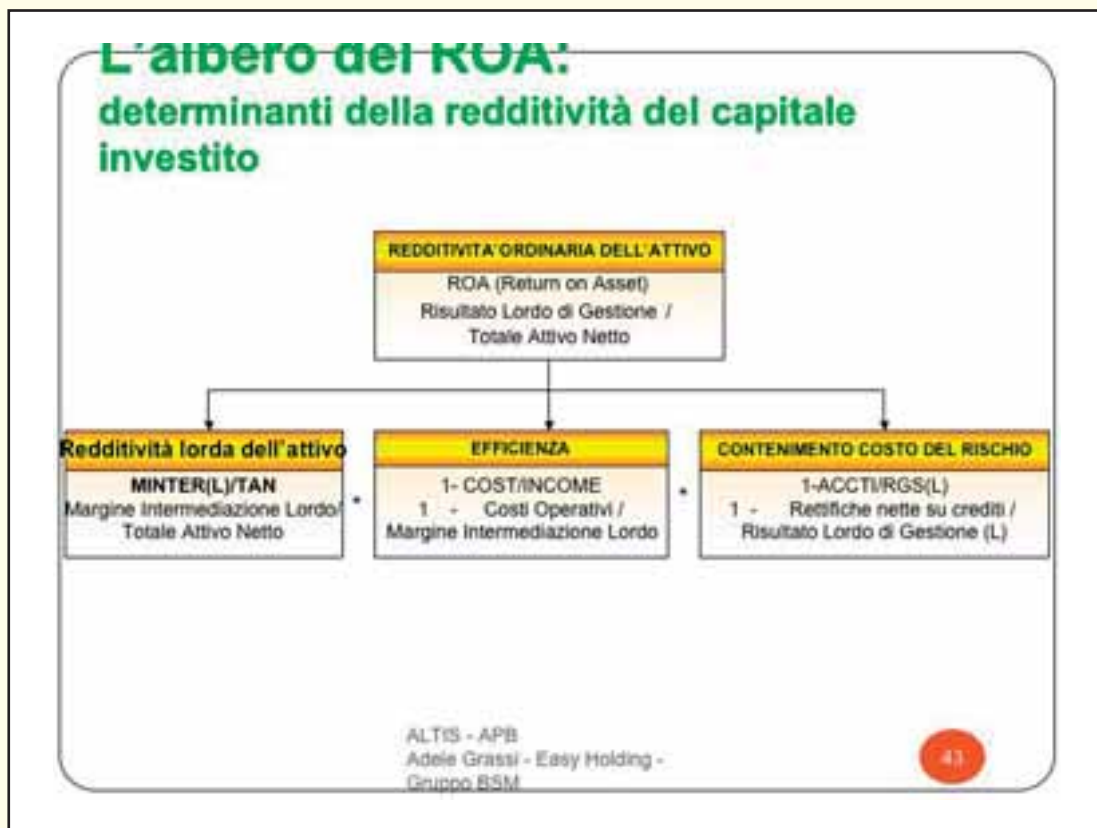 L'albero del ROA:
determinanti della redditività del capitale
investito
REDDITIVITA' ORDINARIA DELL'ATTIVO
ROA (Return on Asset)
Risultato Lordo di Gestione /
Totale Attivo Netto
Redditività lorda dell'attivo
MINTER(L)/TAN
Margine Intermediazione Lordo/
Totale Attivo Netto
*
EFFICIENZA
1- COST/INCOME
1 - Costi Operativi /
Margine Intermediazione Lordo
*
CONTENIMENTO COSTO DEL RISCHIO
1-ACCTI/RGS(L)
1 - Rettifiche nette su crediti /
Risultato Lordo di Gestione (L)
ALTIS - APB
Adele Grassi - Easy Holding -
Gruppo BSM
43